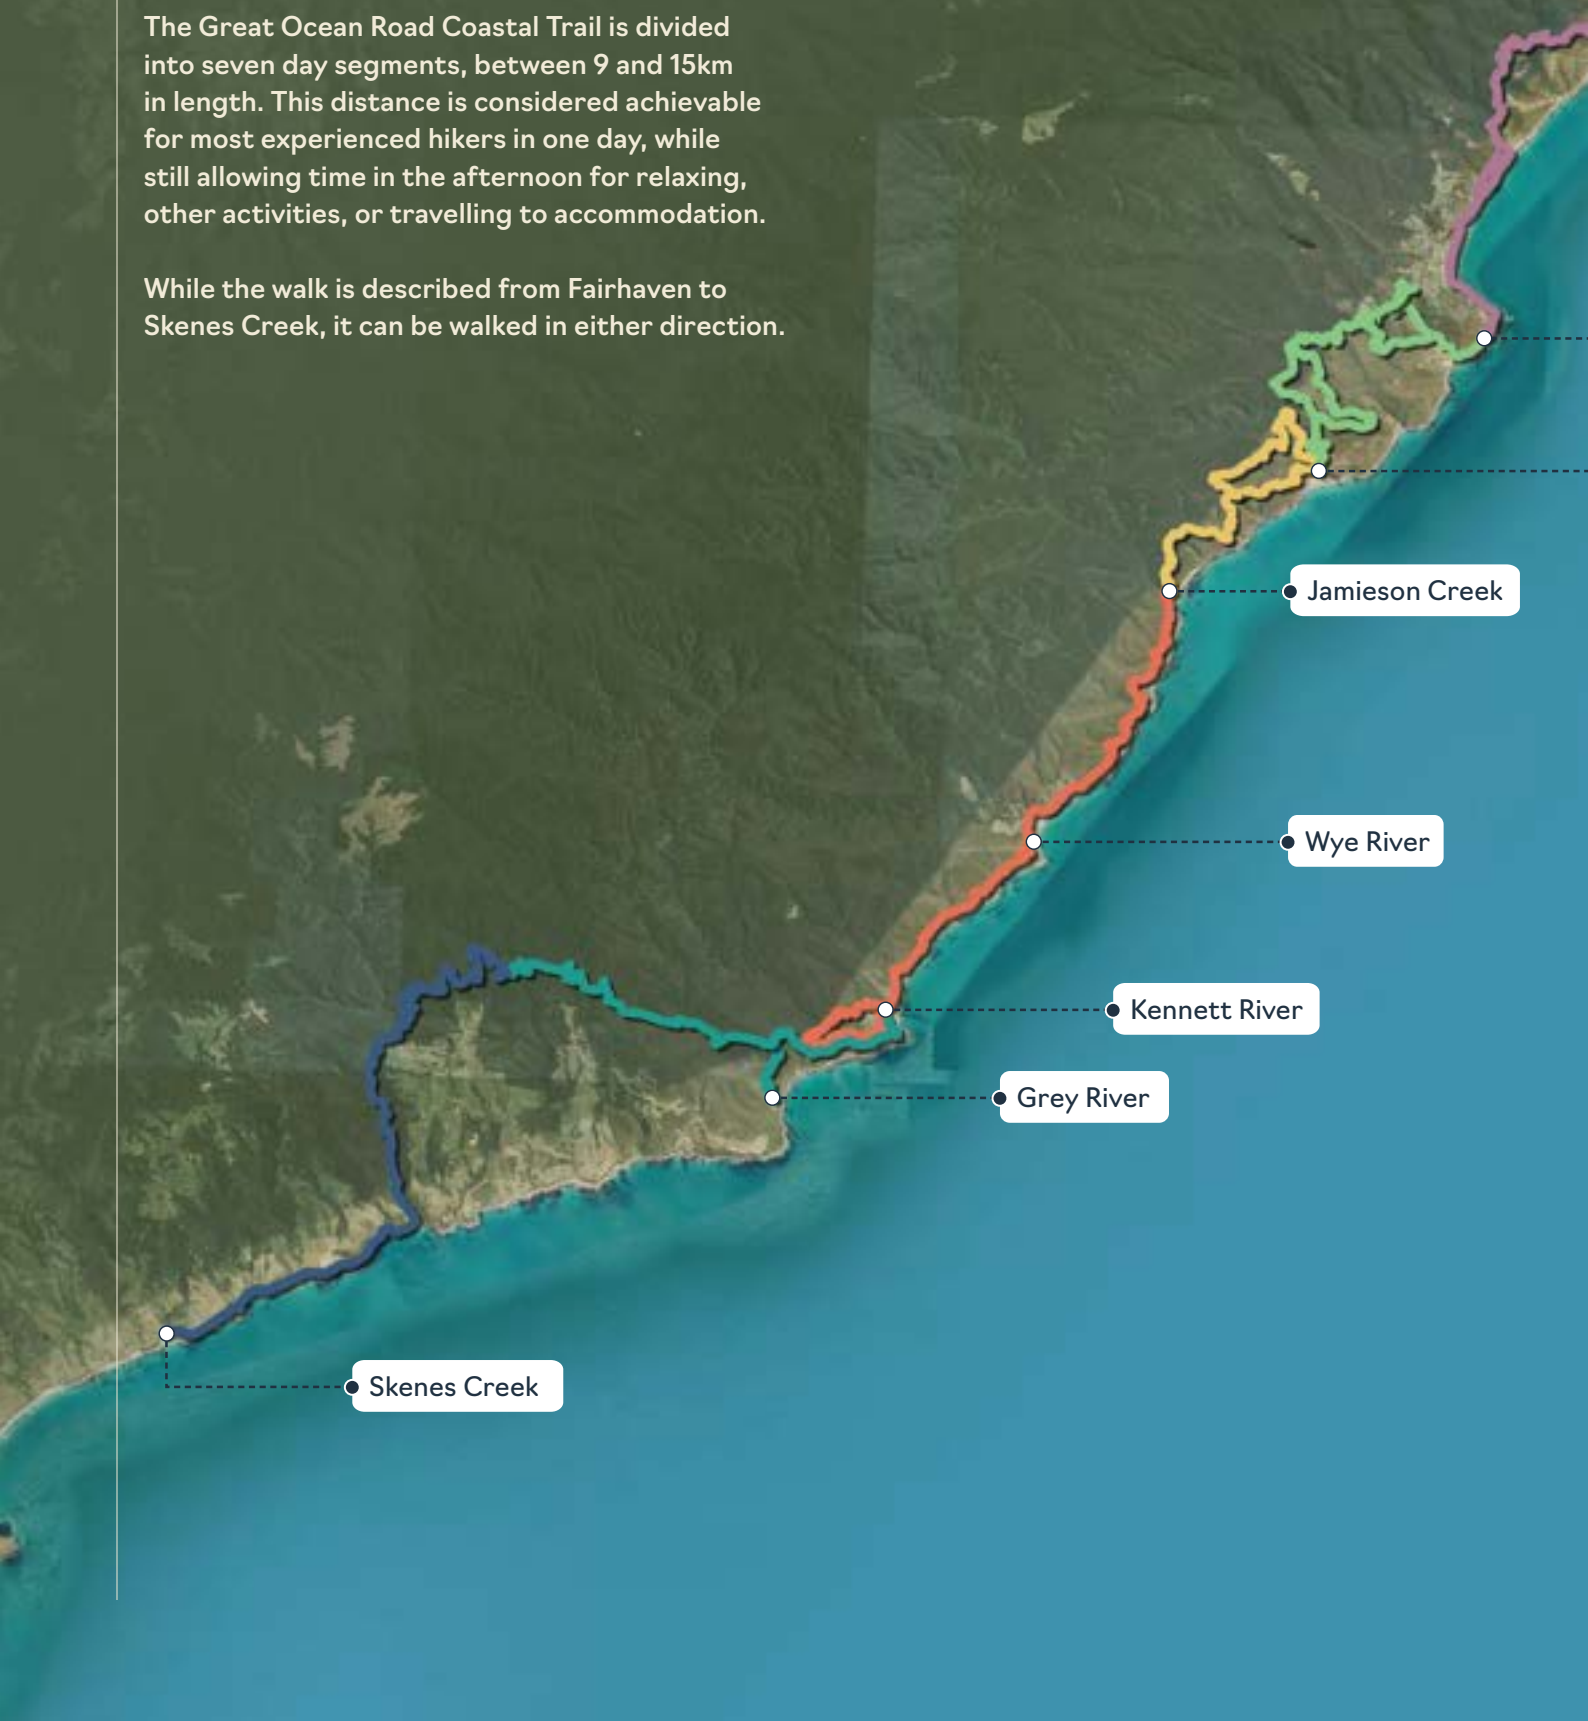 The Great Ocean Road Coastal Trail is divided
into seven day segments, between 9 and 15km
in length. This distance is considered achievable
for most experienced hikers in one day, while
still allowing time in the afternoon for relaxing,
other activities, or travelling to accommodation.
While the walk is described from Fairhaven to
Skenes Creek, it can be walked in either direction.
Jamieson Creek
Wye River
Kennett River
Grey River
Skenes Creek